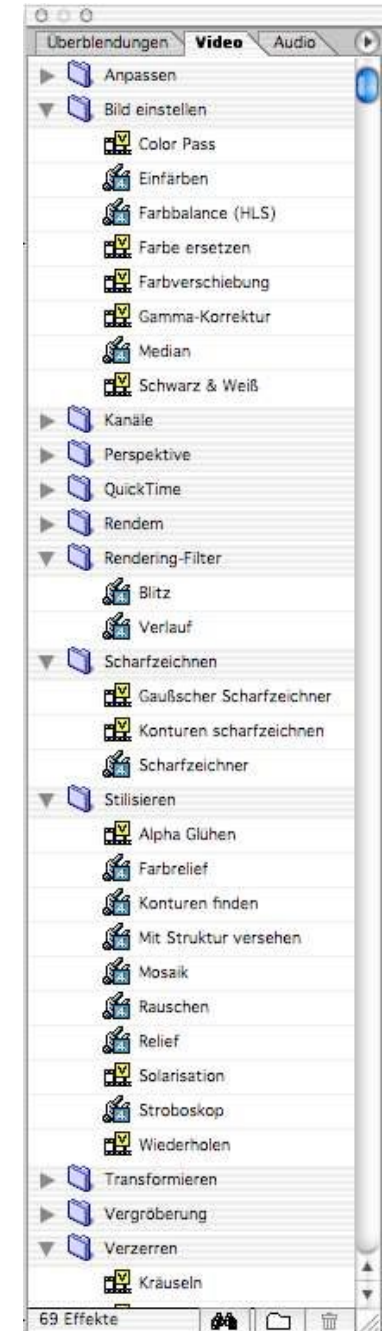 Überblendungen Video Audio
Anpassen
Bild einstellen
Color Pass
Einfärben
Farbbalance (HLS)
Farbe ersetzen
Farbverschiebung
Gamma-Korrektur
Median
Schwarz & Weiß
Kanäle
Perspektive
QuickTime
Rendern
Rendering-Filter
Blitz
Verlauf
Scharfzeichnen
Gaußscher Scharfzeichner
Konturen scharfzeichnen
Scharfzeichner
Stilisieren
Alpha Glühen
Farbrelief
Konturen finden
Mit Struktur versehen
Mosaik
Rauschen
Relief
Solarisation
Stroboskop
Wiederholen
Transformieren
Vergröberung
Verzerren
Kräuseln
69 Effekte